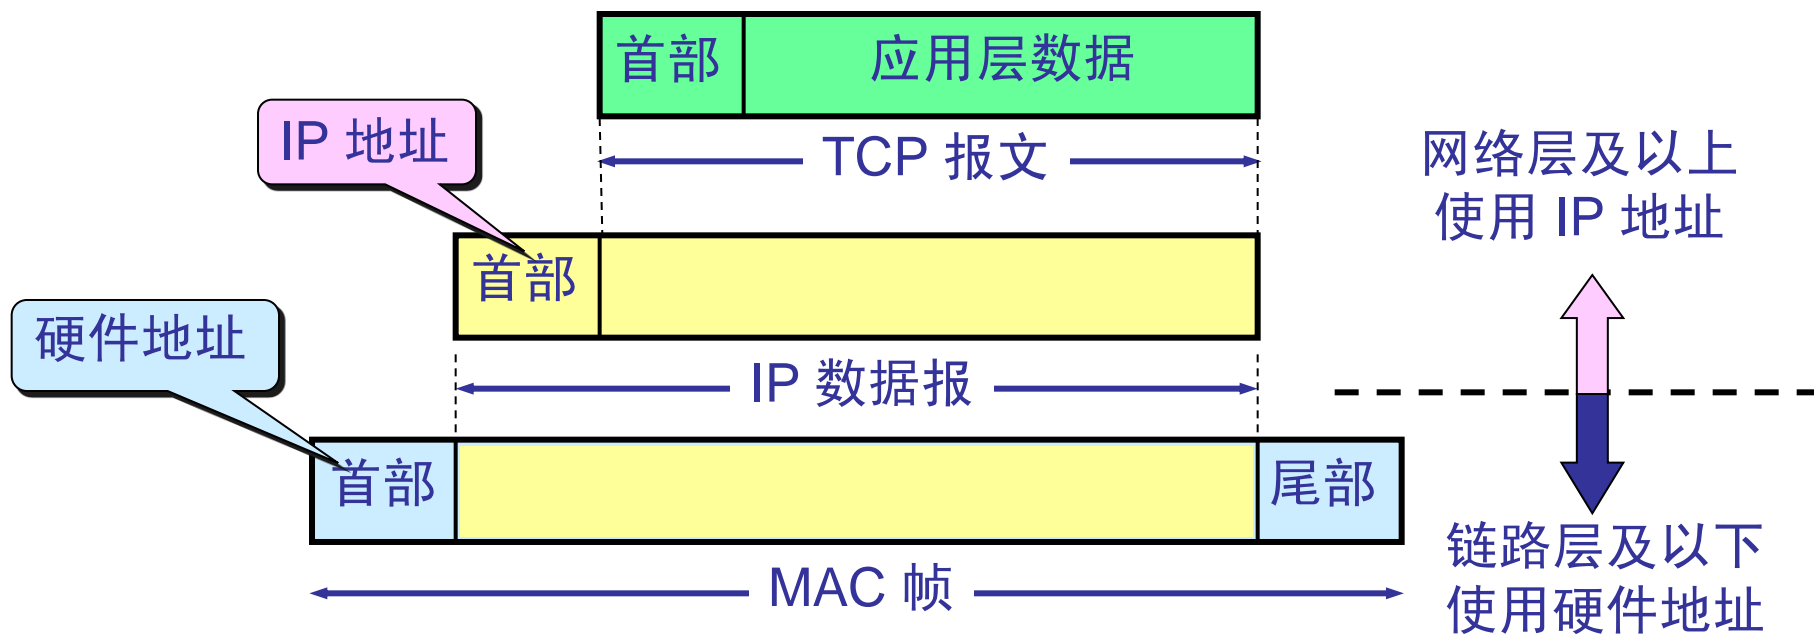 首部 应用层数据
IP 地址
TCP 报文
网络层及以上
使用 IP 地址
首部
硬件地址
IP 数据报
首部 尾部
链路层及以下
使用硬件地址
MAC 帧